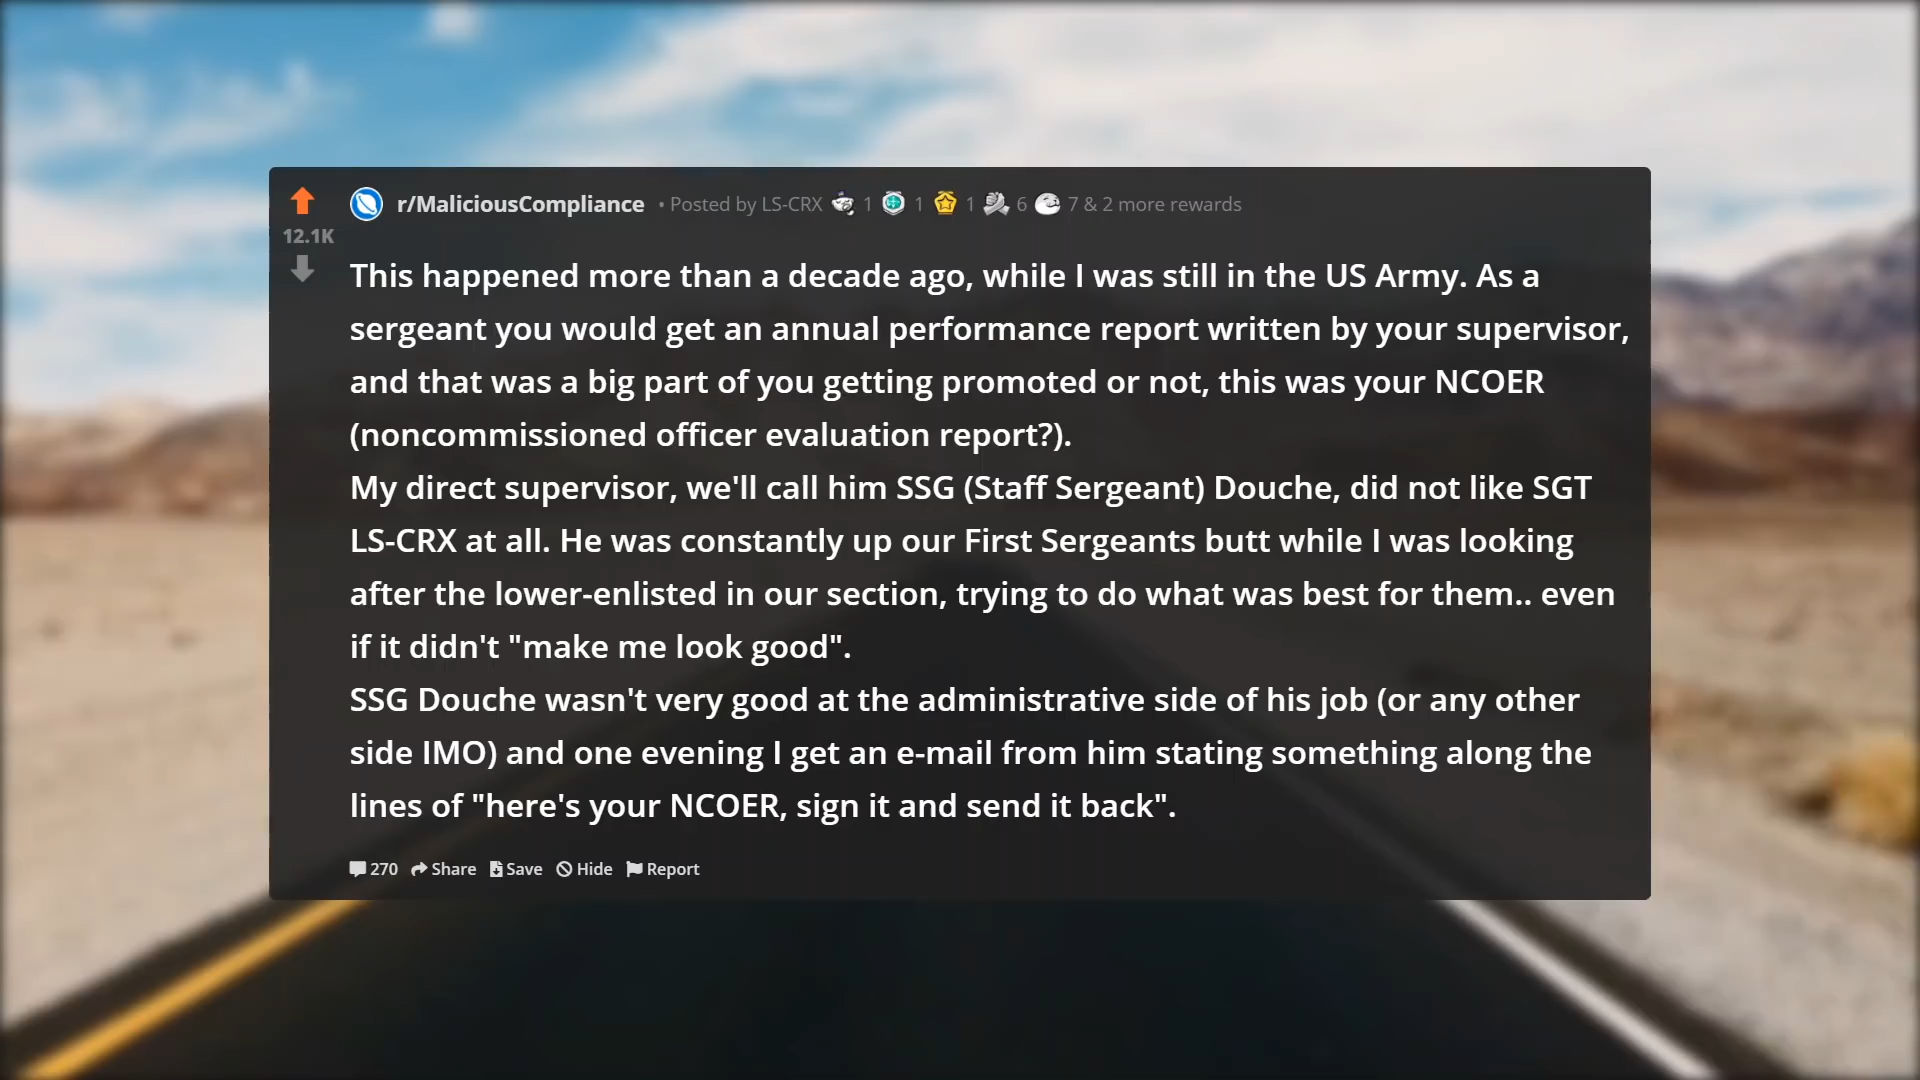 r/MaliciousCompliance • Posted by LS-CRX 1 1 1 6 7 & 2 more rewards
12.1K
This happened more than a decade ago, while I was still in the US Army. As a
sergeant you would get an annual performance report written by your supervisor,
and that was a big part of you getting promoted or not, this was your NCOER
(noncommissioned officer evaluation report?).
My direct supervisor, we'll call him SSG (Staff Sergeant) Douche, did not like SGT
LS-CRX at all. He was constantly up our First Sergeants butt while I was looking
after the lower-enlisted in our section, trying to do what was best for them.. even
if it didn't "make me look good".
SSG Douche wasn't very good at the administrative side of his job (or any other
side IMO) and one evening I get an e-mail from him stating something along the
lines of "here's your NCOER, sign it and send it back".
270 Share Save Hide Report